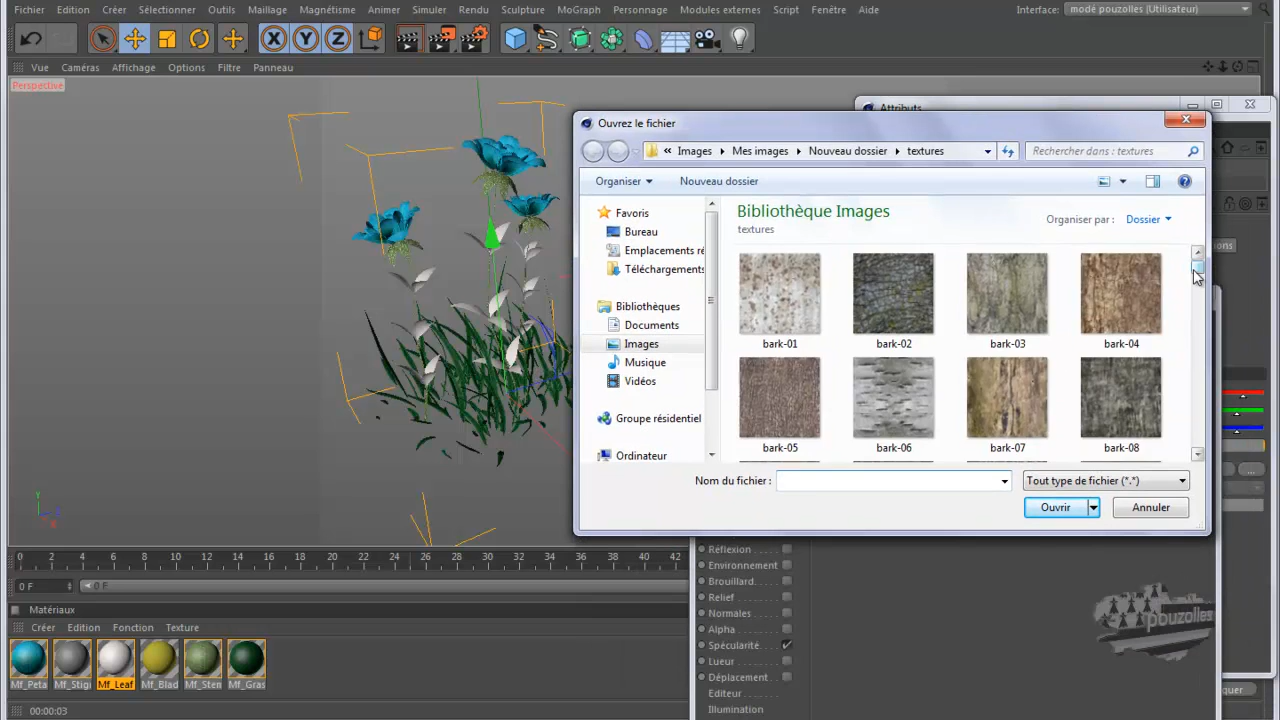 Fichier Edition Créer Sélectionner Outils Maillage Magnétisme Animer Simuler Rendu Sculpture MoGraph Personnage Modules externes Script Fenêtre Aide Interface: modé pouzolles (Utilisateur)
X Y Z
Vue Caméras Affichage Options Filtre Panneau
Perspective
Attributs
Ouvrez le fichier
« Images Mes images Nouveau dossier textures Rechercher dans : textures
Organiser Nouveau dossier
Favoris
Bureau
Emplacements ré
Téléchargements
Bibliothèques
Documents
Images
Musique
Vidéos
Groupe résidentiel
Ordinateur
Bibliothèque Images
textures
Organiser par : Dossier
bark-01 bark-02 bark-03 bark-04
bark-05 bark-06 bark-07 bark-08
Nom du fichier : Tout type de fichier (*.*)
Ouvrir Annuler
ions
...
Y
0 2 4 6 8 10 12 14 16 18 20 22 24 26 28 30 32 34 36 38 40 42
0 F 0 F
Réflexion
Environnement
Brouillard
Relief
Normales
Alpha
Spécularité
Lueur
Déplacement
Editeur
Illumination
Matériaux
Créer Edition Fonction Texture
Mf_Peta Mf_Stigi Mf_Leaf Mf_Blad Mf_Sten Mf_Gras
00:00:03
pouzolles
quer